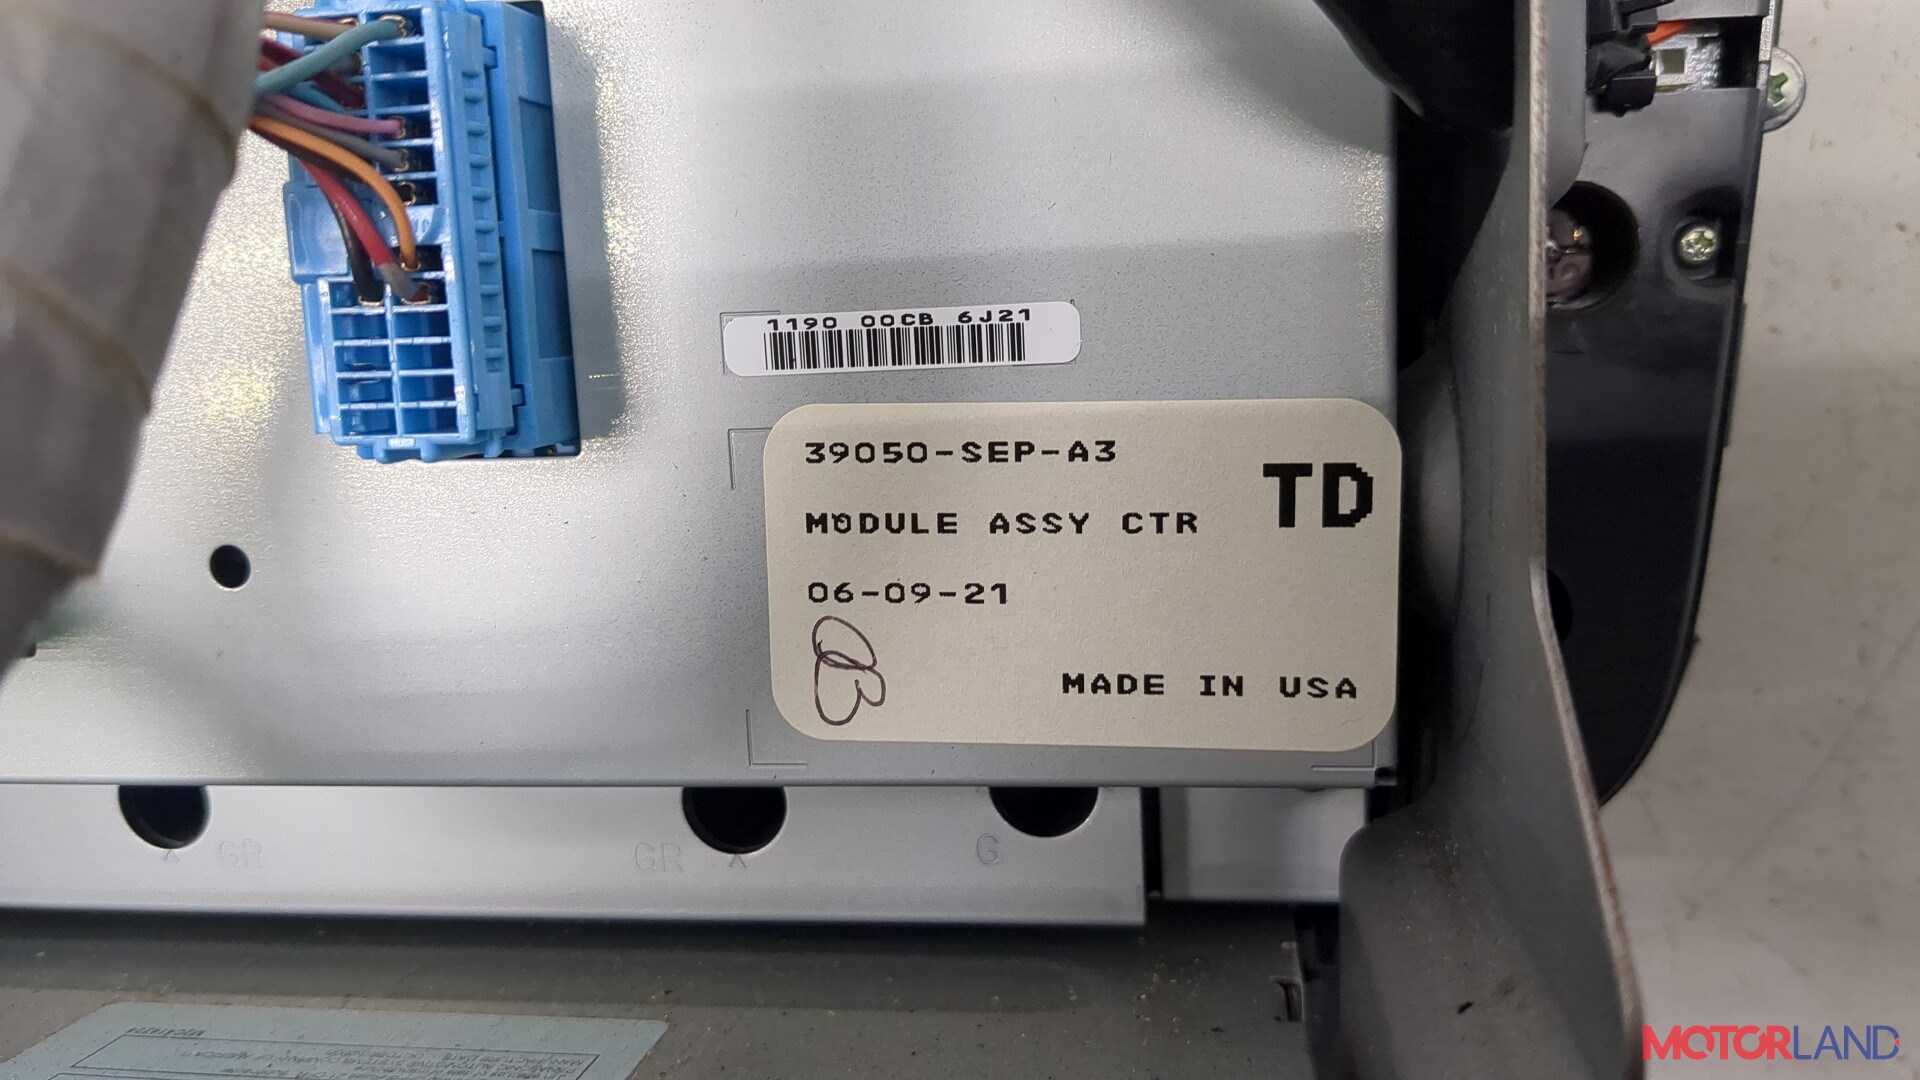 1190 00CB 6J21
39050-SEP-A3
TD
MODULE ASSY CTR
06-09-21
MADE IN USA
GR
GR
G
MOTORLAND